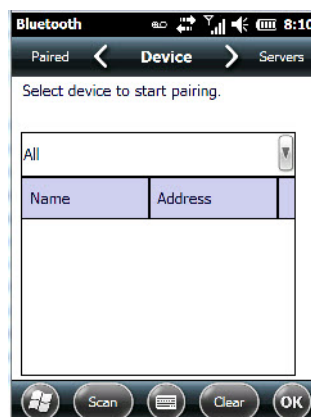 Bluetooth 8:10
Paired Device Servers
Select device to start pairing.
All
Name Address
Scan Clear OK